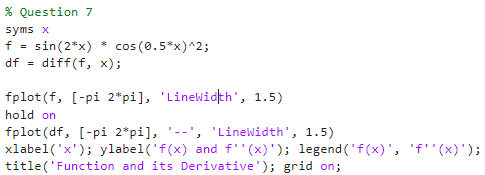 % Question 7
syms x
f = sin(2*x) * cos(0.5*x)^2;
df = diff(f, x);
fplot(f, [-pi 2*pi], 'LineWidth', 1.5)
hold on
fplot(df, [-pi 2*pi], '--', 'LineWidth', 1.5)
xlabel('x'); ylabel('f(x) and f''(x)'); legend('f(x)', 'f''(x)');
title('Function and its Derivative'); grid on;